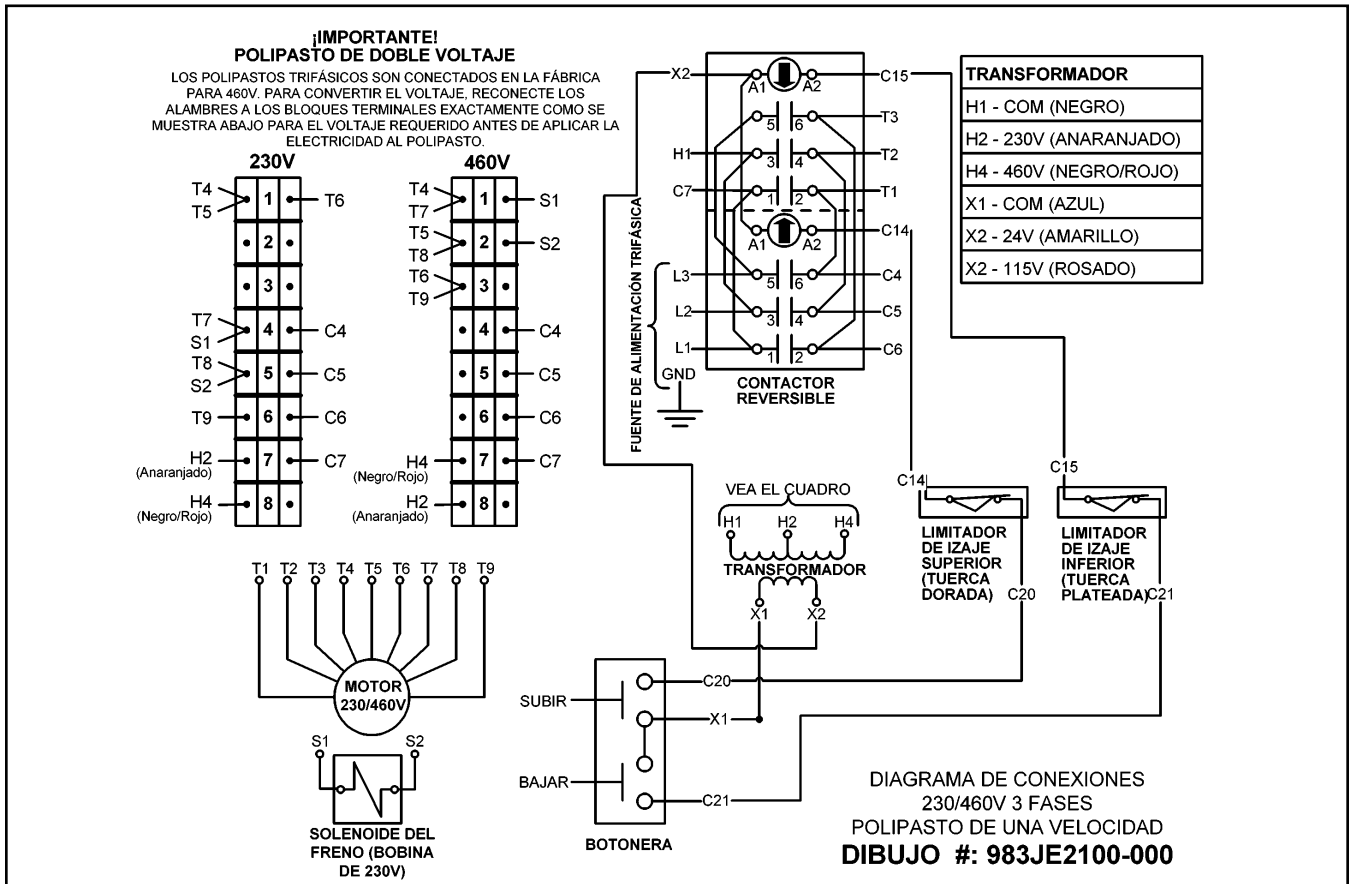 ¡IMPORTANTE!
POLIPASTO DE DOBLE VOLTAJE
LOS POLIPASTOS TRIFÁSICOS SON CONECTADOS EN LA FÁBRICA
PARA 460V. PARA CONVERTIR EL VOLTAJE, RECONECTE LOS
ALAMBRES A LOS BLOQUES TERMINALES EXACTAMENTE COMO SE
MUESTRA ABAJO PARA EL VOLTAJE REQUERIDO ANTES DE APLICAR LA
ELECTRICIDAD AL POLIPASTO.
230V
T4
T5
1
T6
2
3
T7
S1
4
C4
T8
S2
5
C5
T9
6
C6
H2
(Anaranjado)
7
C7
H4
(Negro/Rojo)
8
460V
T4
T7
1
S1
T5
T8
2
S2
T6
T9
3
4
C4
5
C5
6
C6
H4
(Negro/Rojo)
7
C7
H2
(Anaranjado)
8
X2
A1
A2
C15
5
6
T3
H1
3
4
T2
C7
1
2
T1
A1
A2
C14
L3
5
6
C4
L2
3
4
C5
L1
1
2
C6
GND
FUENTE DE ALIMENTACIÓN TRIFÁSICA
CONTACTOR
REVERSIBLE
TRANSFORMADOR
H1 - COM (NEGRO)
H2 - 230V (ANARANJADO)
H4 - 460V (NEGRO/ROJO)
X1 - COM (AZUL)
X2 - 24V (AMARILLO)
X2 - 115V (ROSADO)
VEA EL CUADRO
H1
H2
H4
TRANSFORMADOR
X1
X2
C14
LIMITADOR
DE IZAJE
SUPERIOR
(TUERCA
DORADA)
C20
C15
LIMITADOR
DE IZAJE
INFERIOR
(TUERCA
PLATEADA)
C21
T1 T2 T3 T4 T5 T6 T7 T8 T9
MOTOR
230/460V
S1
S2
SOLENOIDE DEL
FRENO (BOBINA
DE 230V)
SUBIR
C20
X1
BAJAR
C21
BOTONERA
DIAGRAMA DE CONEXIONES
230/460V 3 FASES
POLIPASTO DE UNA VELOCIDAD
DIBUJO #: 983JE2100-000